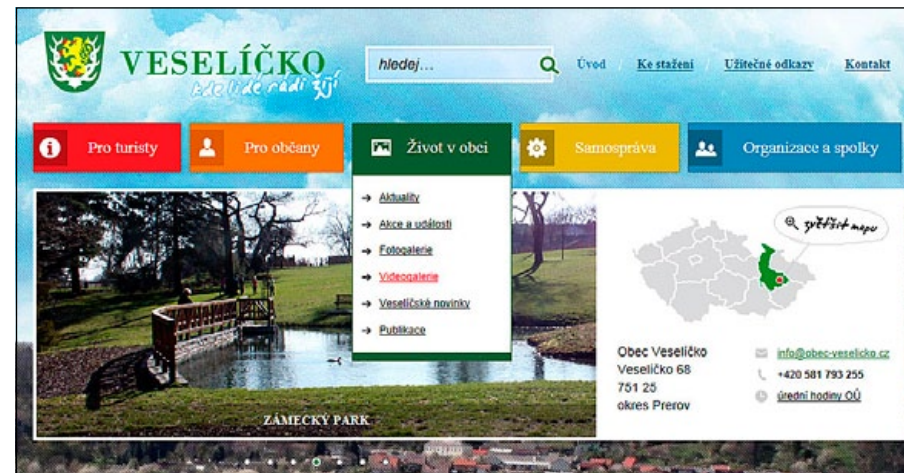 VESELÍČKO
kde lidé rádi žijí
hledej...
Úvod / Ke stažení / Užitečné odkazy / Kontakt
Pro turisty
Pro občany
Život v obci
Samospráva
Organizace a spolky
→ Aktuality
→ Akce a události
→ Fotogalerie
→ Videogalerie
→ Veselíčské novinky
→ Publikace
ZÁMECKÝ PARK
zvětšit mapu
Obec Veselíčko
Veselíčko 68
751 25
okres Prerov
info@obec-veselicko.cz
+420 581 793 255
úřední hodiny OÚ